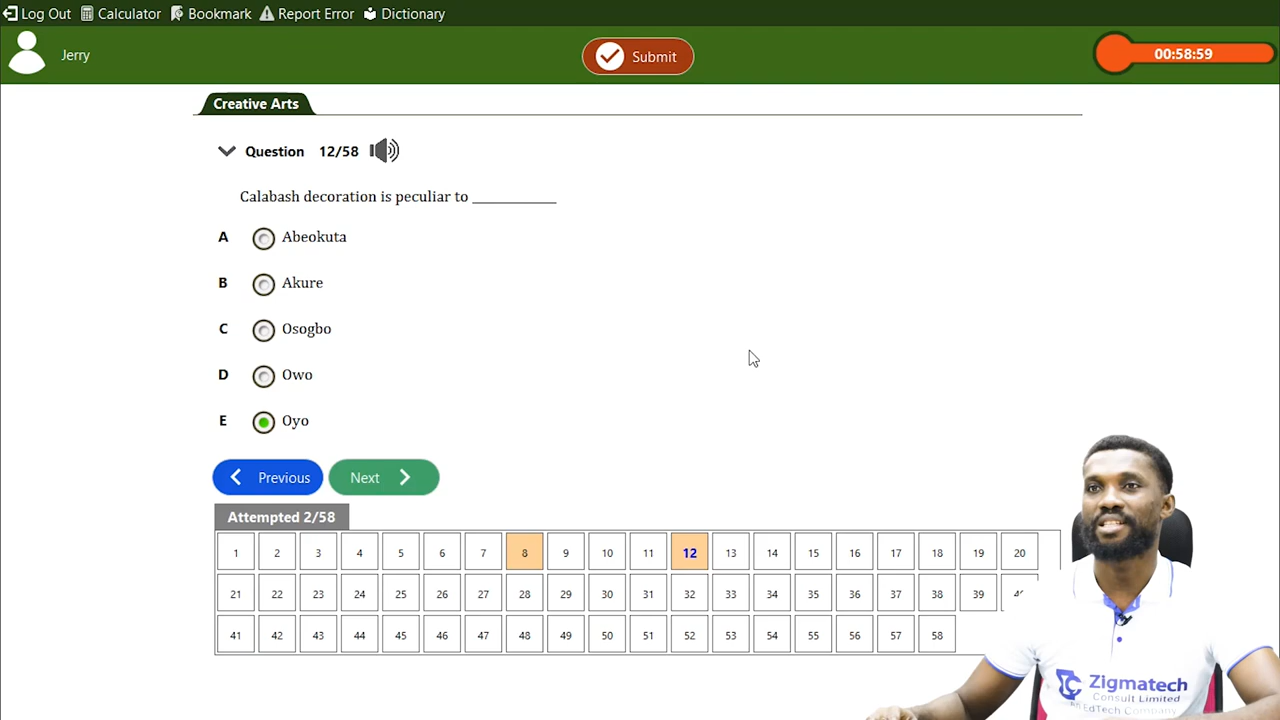 Log Out Calculator Bookmark Report Error Dictionary
Jerry Submit 00:58:59
Creative Arts
Question 12/58
Calabash decoration is peculiar to ___________
A Abeokuta
B Akure
C Osogbo
D Owo
E Oyo
Previous Next
Attempted 2/58
1 2 3 4 5 6 7 8 9 10 11 12 13 14 15 16 17 18 19 20
21 22 23 24 25 26 27 28 29 30 31 32 33 34 35 36 37 38 39
41 42 43 44 45 46 47 48 49 50 51 52 53 54 55 56 57 58
Zigmatech
Consult Limited
An EdTech Company